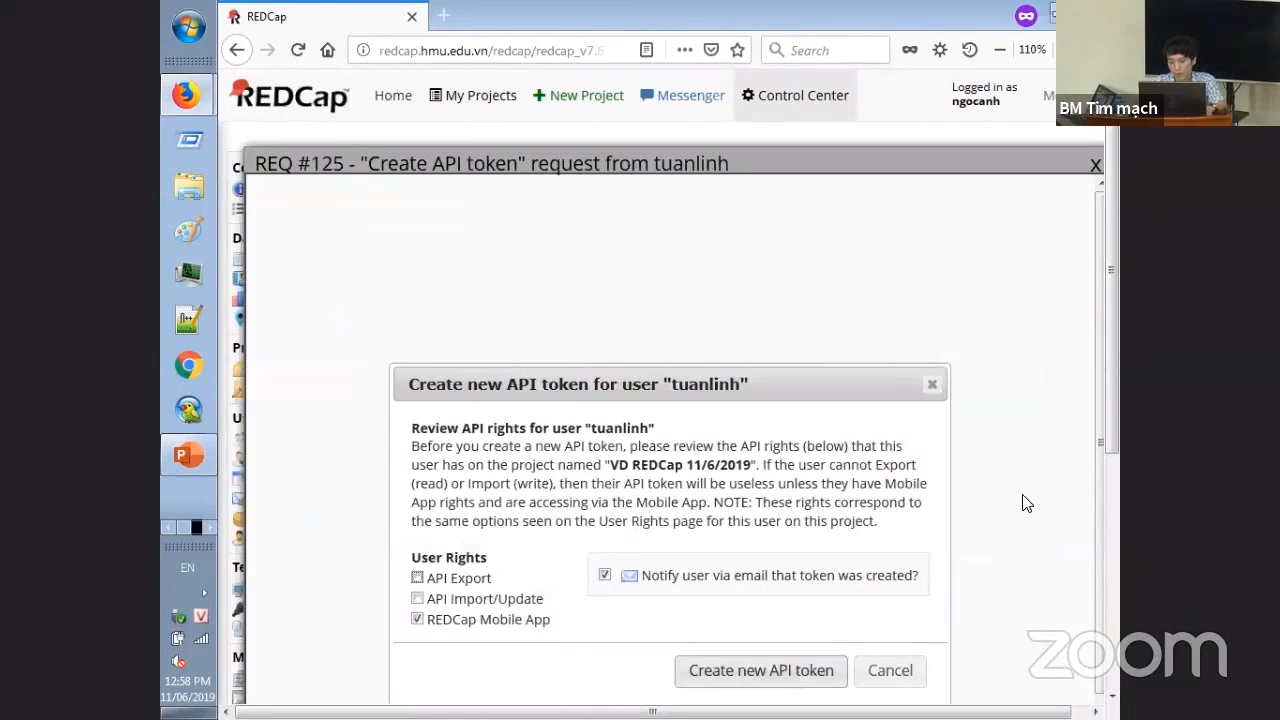 REDCap
redcap.hmu.edu.vn/redcap/redcap_v7.6
Search
110%
REDCap
Home
My Projects
New Project
Messenger
Control Center
Logged in as
ngocanh
M
BM Tim mạch
REQ #125 - "Create API token" request from tuanlinh
X
Create new API token for user "tuanlinh"
Review API rights for user "tuanlinh"
Before you create a new API token, please review the API rights (below) that this
user has on the project named "VD REDCap 11/6/2019". If the user cannot Export
(read) or Import (write), then their API token will be useless unless they have Mobile
App rights and are accessing via the Mobile App. NOTE: These rights correspond to
the same options seen on the User Rights page for this user on this project.
User Rights
API Export
API Import/Update
REDCap Mobile App
Notify user via email that token was created?
Create new API token
Cancel
EN
12:58 PM
11/06/2019
zoom